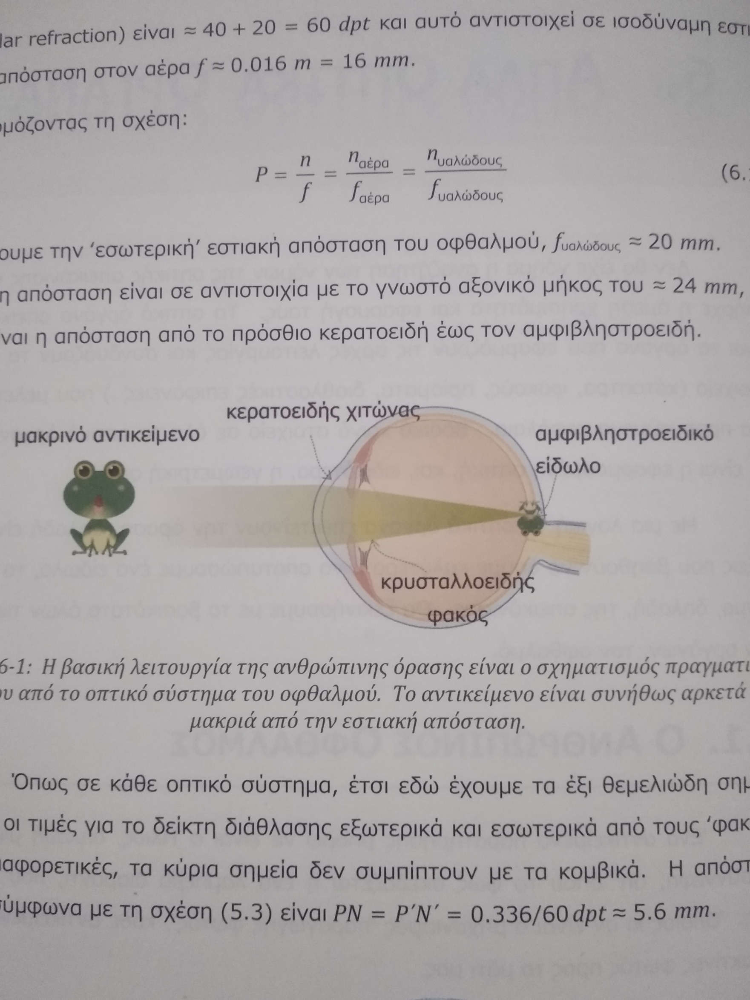 lar refraction) είναι ≈ 40 + 20 = 60 dpt και αυτό αντιστοιχεί σε ισοδύναμη εστι
απόσταση στον αέρα f ≈ 0.016 m = 16 mm.
ομόζοντας τη σχέση:
P = n/f = n_αέρα/f_αέρα = n_υαλώδους/f_υαλώδους (6.
ουμε την ‘εσωτερική’ εστιακή απόσταση του οφθαλμού, f_υαλώδους ≈ 20 mm.
η απόσταση είναι σε αντιστοιχία με το γνωστό αξονικό μήκος του ≈ 24 mm,
ναι η απόσταση από το πρόσθιο κερατοειδή έως τον αμφιβληστροειδή.
κερατοειδής χιτώνας
μακρινό αντικείμενο
αμφιβληστροειδικό
είδωλο
κρυσταλλοειδής
φακός
6-1: Η βασική λειτουργία της ανθρώπινης όρασης είναι ο σχηματισμός πραγματι
ου από το οπτικό σύστημα του οφθαλμού. Το αντικείμενο είναι συνήθως αρκετά
μακριά από την εστιακή απόσταση.
Όπως σε κάθε οπτικό σύστημα, έτσι εδώ έχουμε τα έξι θεμελιώδη σημ
οι τιμές για το δείκτη διάθλασης εξωτερικά και εσωτερικά από τους ‘φακ
ιαφορετικές, τα κύρια σημεία δεν συμπίπτουν με τα κομβικά. Η απόστ
σύμφωνα με τη σχέση (5.3) είναι PN = P′N′ = 0.336/60 dpt ≈ 5.6 mm.